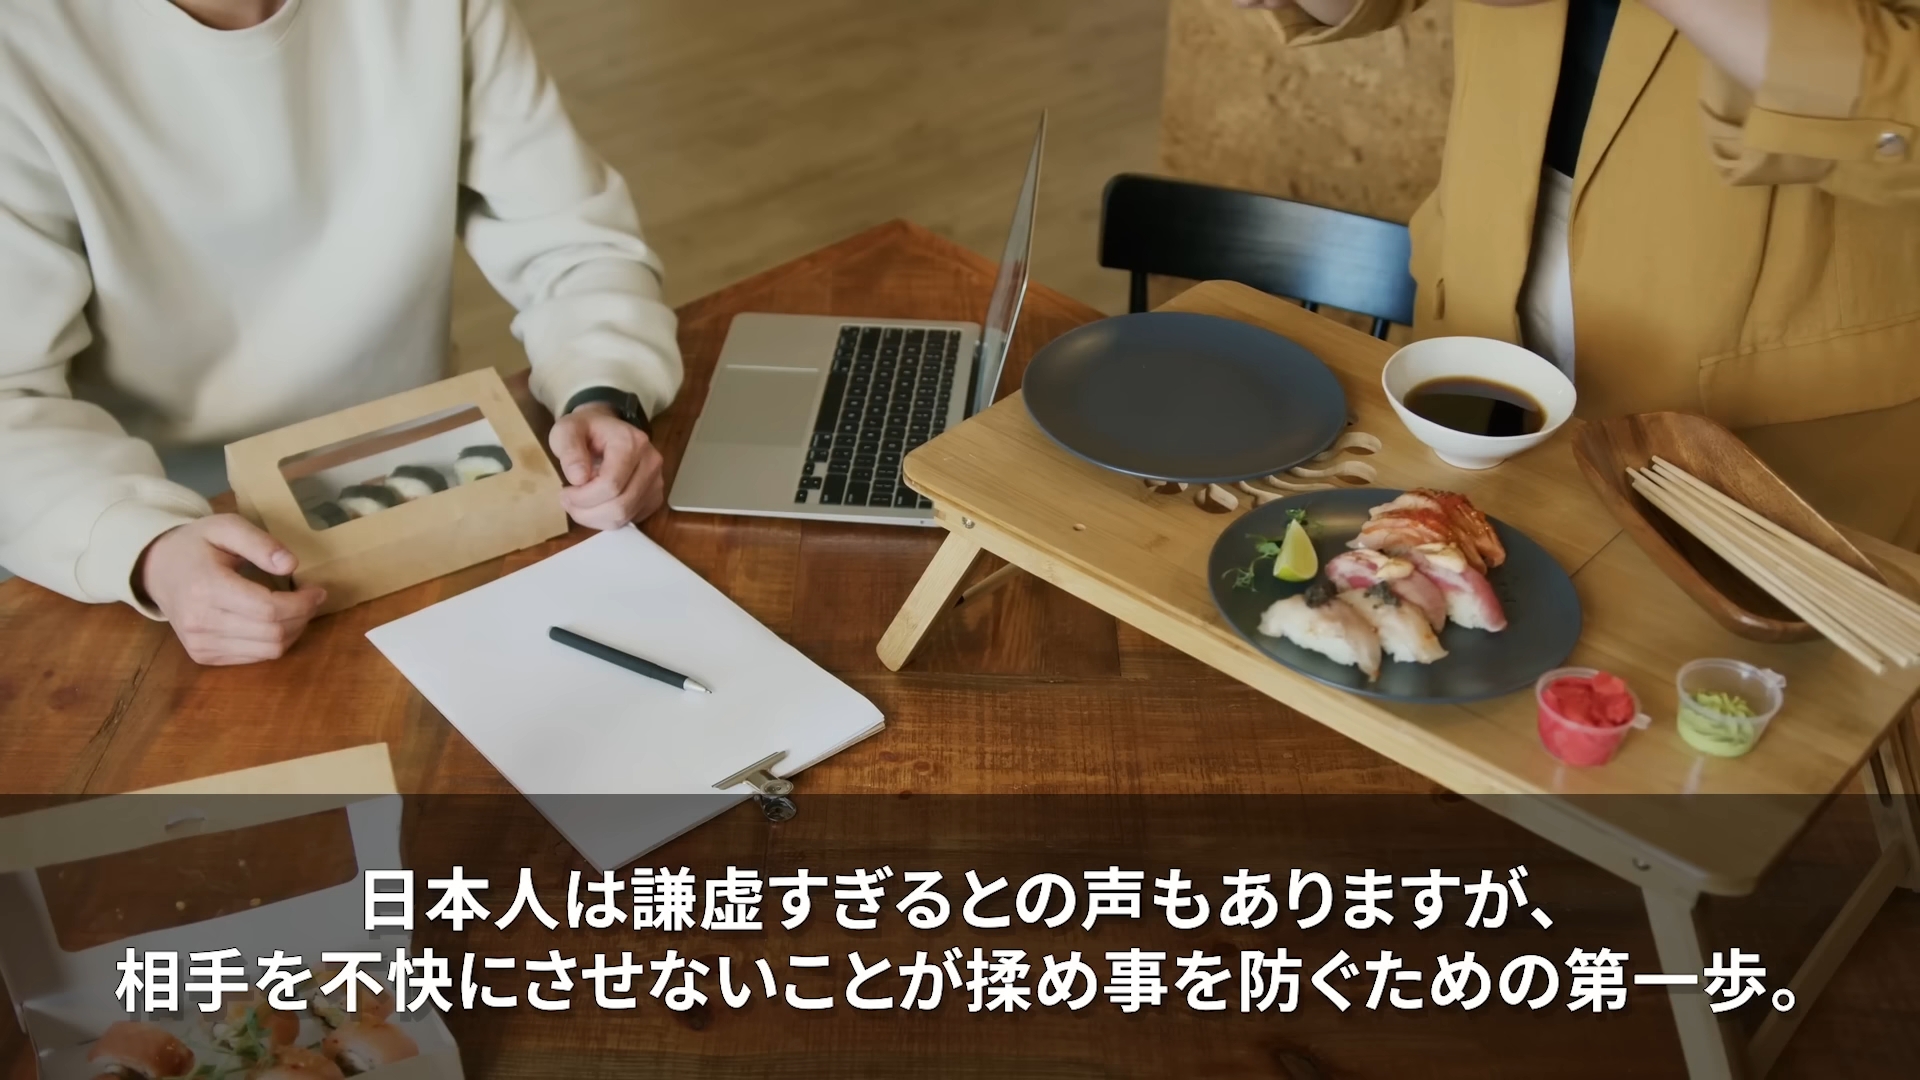 日本人は謙虚すぎるとの声もありますが、
相手を不快にさせないことが揉め事を防ぐための第一歩。